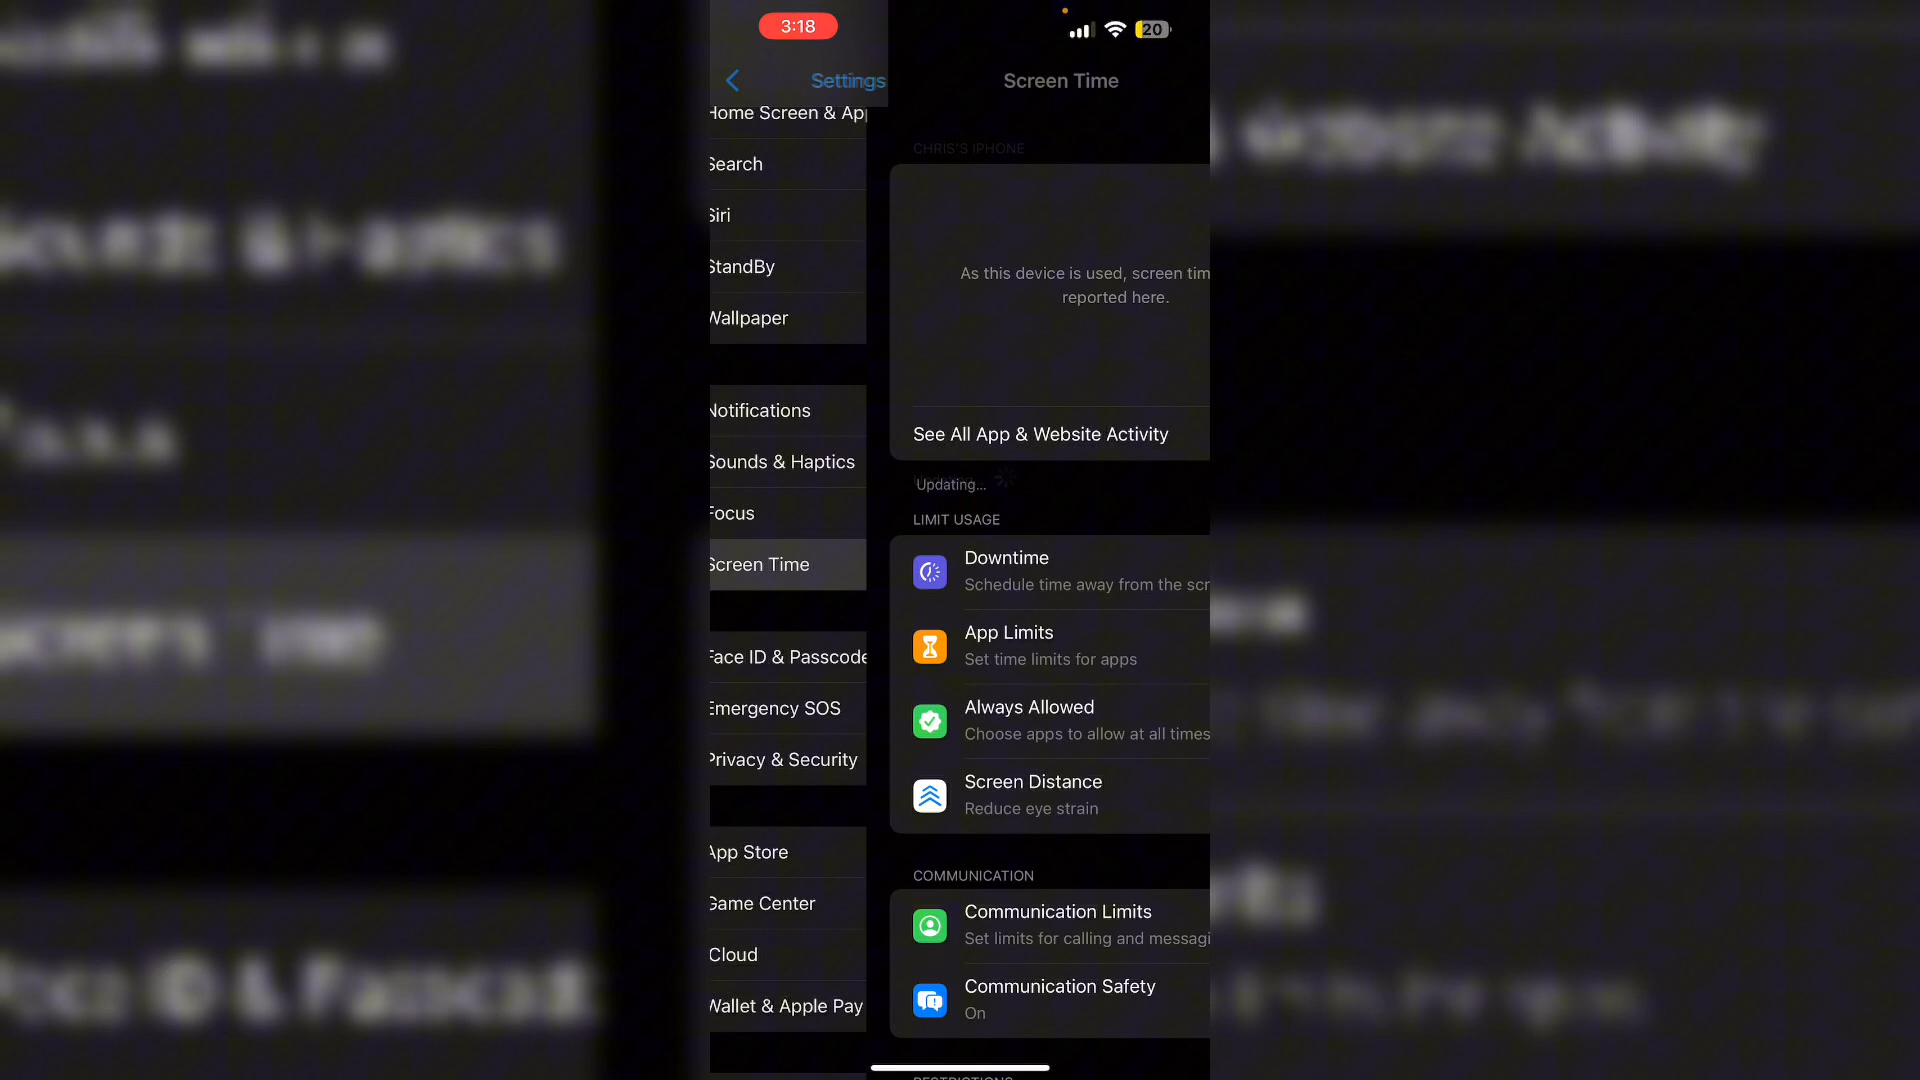 3:18
20
Settings
Screen Time
Home Screen & Ap
Search
Siri
StandBy
Wallpaper
Notifications
Sounds & Haptics
Focus
Screen Time
Face ID & Passcode
Emergency SOS
Privacy & Security
App Store
Game Center
iCloud
Wallet & Apple Pay
CHRIS'S IPHONE
As this device is used, screen tim
reported here.
See All App & Website Activity
Updating...
LIMIT USAGE
Downtime
Schedule time away from the scr
App Limits
Set time limits for apps
Always Allowed
Choose apps to allow at all times
Screen Distance
Reduce eye strain
COMMUNICATION
Communication Limits
Set limits for calling and messagi
Communication Safety
On
RESTRICTIONS